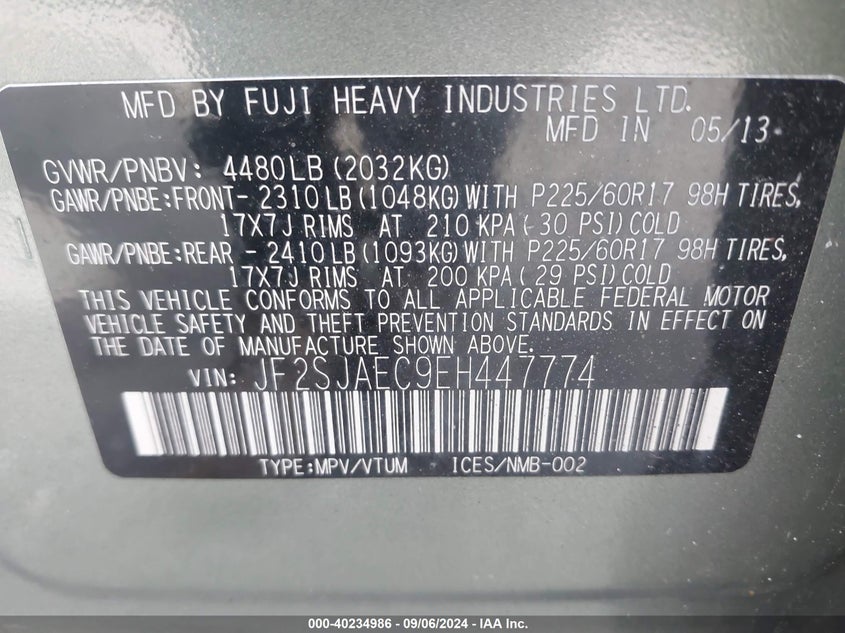 MFD BY FUJI HEAVY INDUSTRIES LTD.
MFD IN 05/13
GVWR/PNBV: 4480LB(2032KG)
GAWR/PNBE:FRONT- 2310LB(1048KG)WITH P225/60R17 98H TIRES,
17X7J RIMS AT 210 KPA(-30 PSI)COLD
GAWR/PNBE:REAR - 2410LB(1093KG)WITH P225/60R17 98H TIRES,
17X7J RIMS AT 200 KPA( 29 PSI)COLD
THIS VEHICLE CONFORMS TO ALL APPLICABLE FEDERAL MOTOR
VEHICLE SAFETY AND THEFT PREVENTION STANDARDS IN EFFECT ON
THE DATE OF MANUFACTURE SHOWN ABOVE.
VIN: JF2SJAEC9EH447774
TYPE:MPV/VTUM ICES/NMB-002
000-40234986 - 09/06/2024 - IAA Inc.